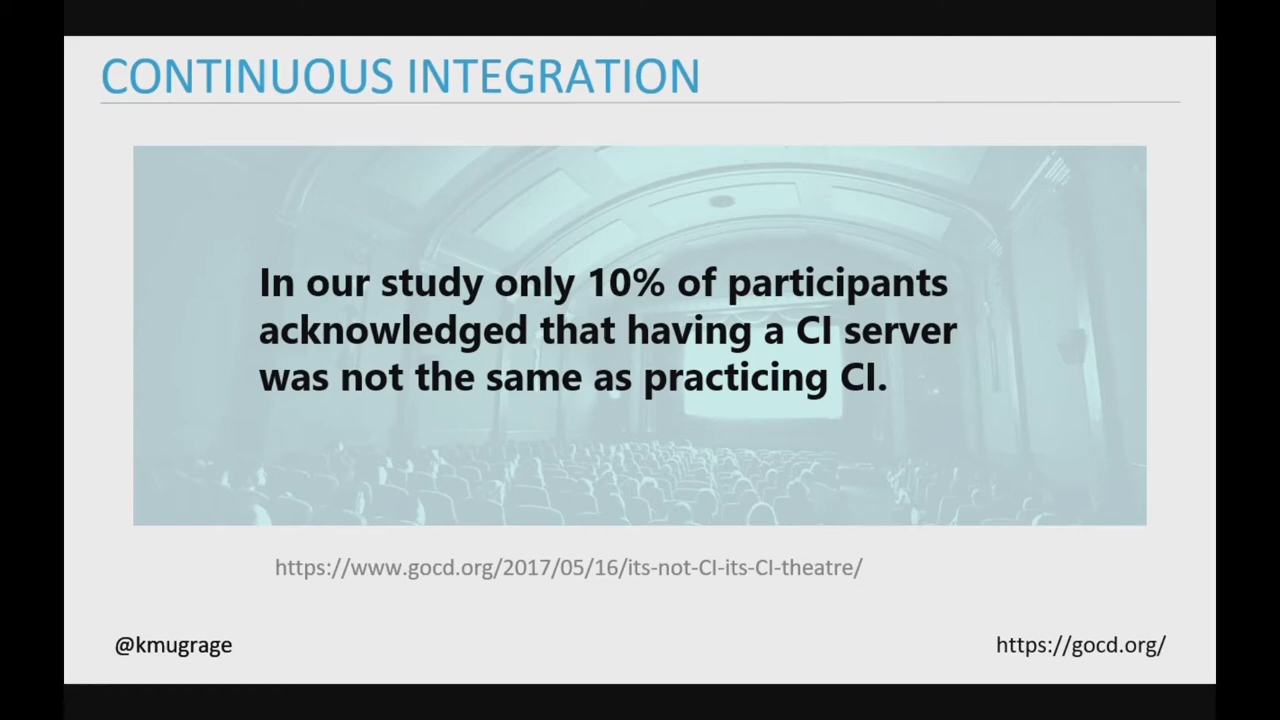 CONTINUOUS INTEGRATION
In our study only 10% of participants
acknowledged that having a CI server
was not the same as practicing CI.
https://www.gocd.org/2017/05/16/its-not-CI-its-CI-theatre/
@kmugrage
https://gocd.org/